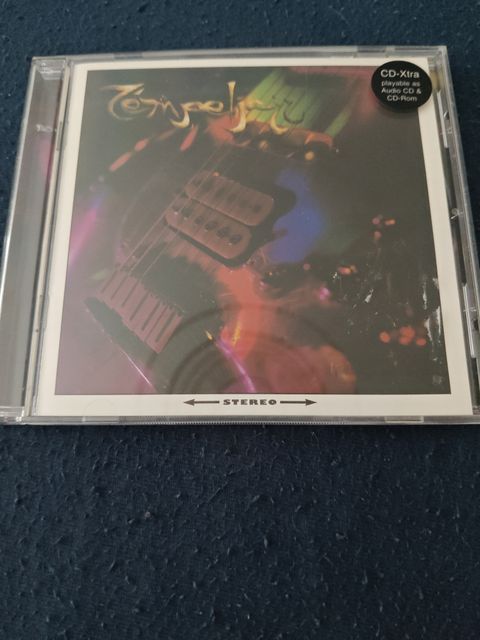 Tempelhof
CD-Xtra
playable as
Audio CD &
CD-Rom
STEREO